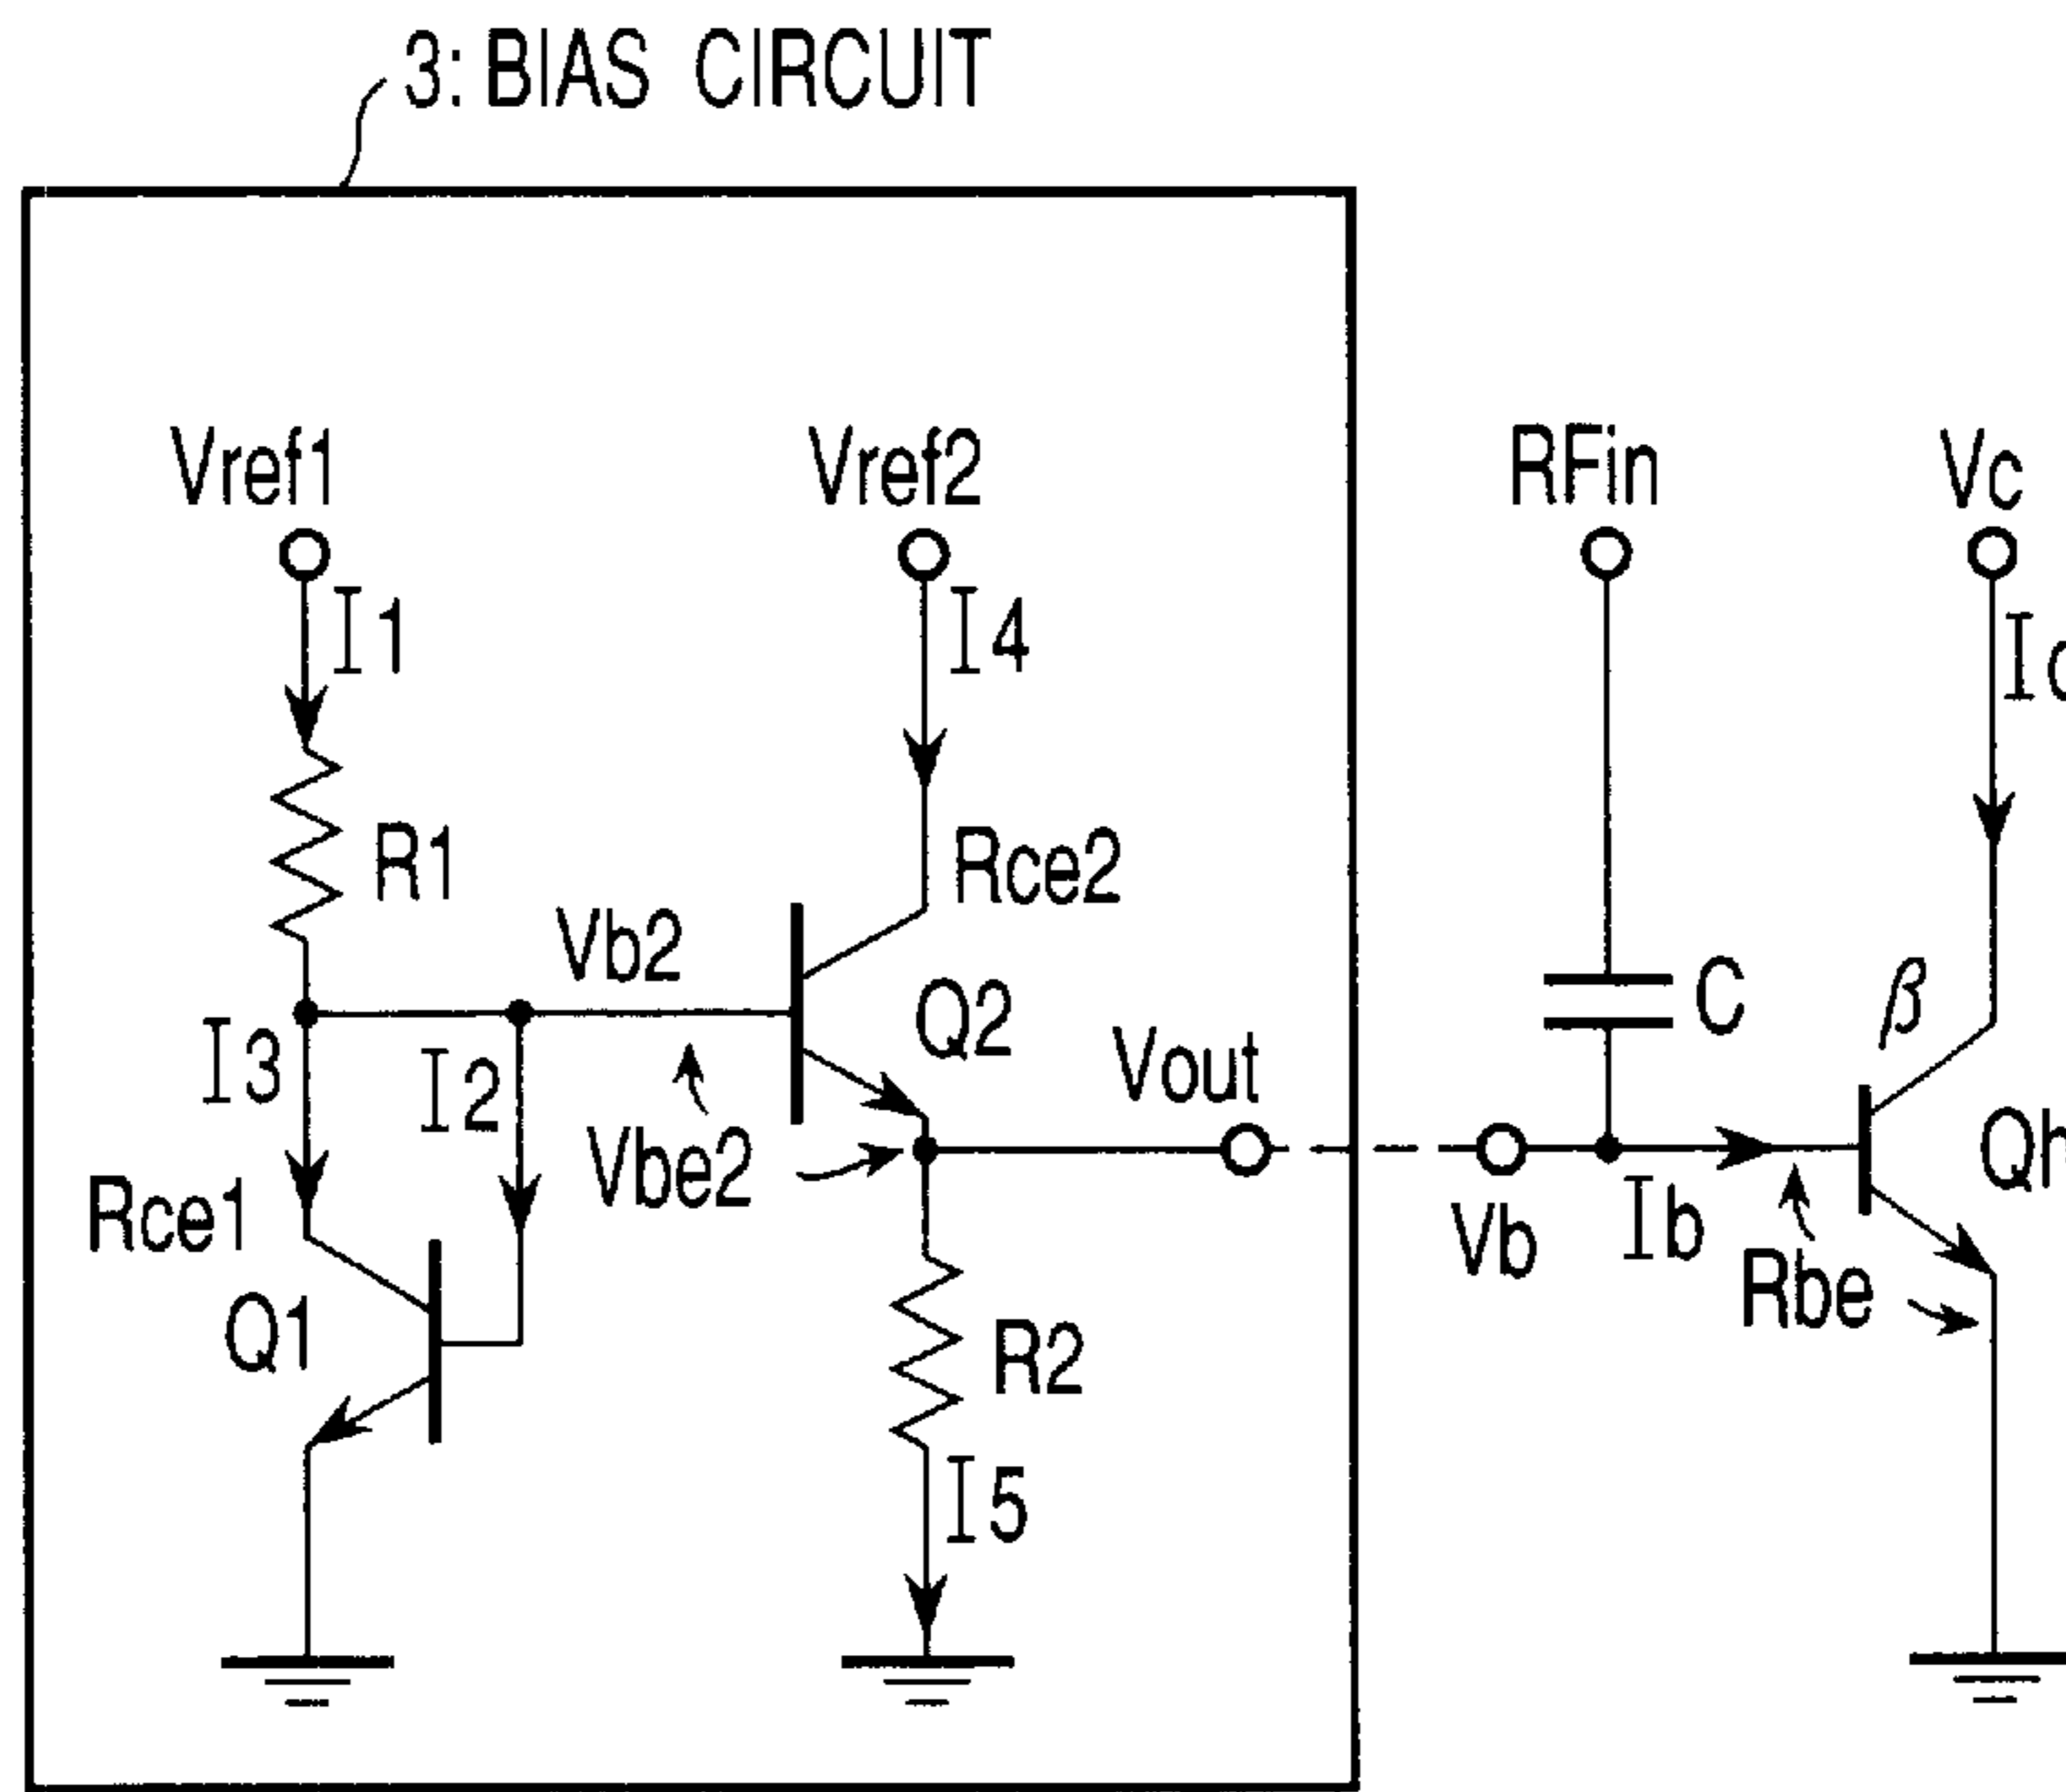 3: BIAS CIRCUIT
Vref1
Vref2
RFin
Vc
I1
I4
R1
Rce2
Vb2
Q2
C
β
I3
I2
Vout
Vbe2
Rce1
Vb
Ib
Rbe
Q1
R2
I5